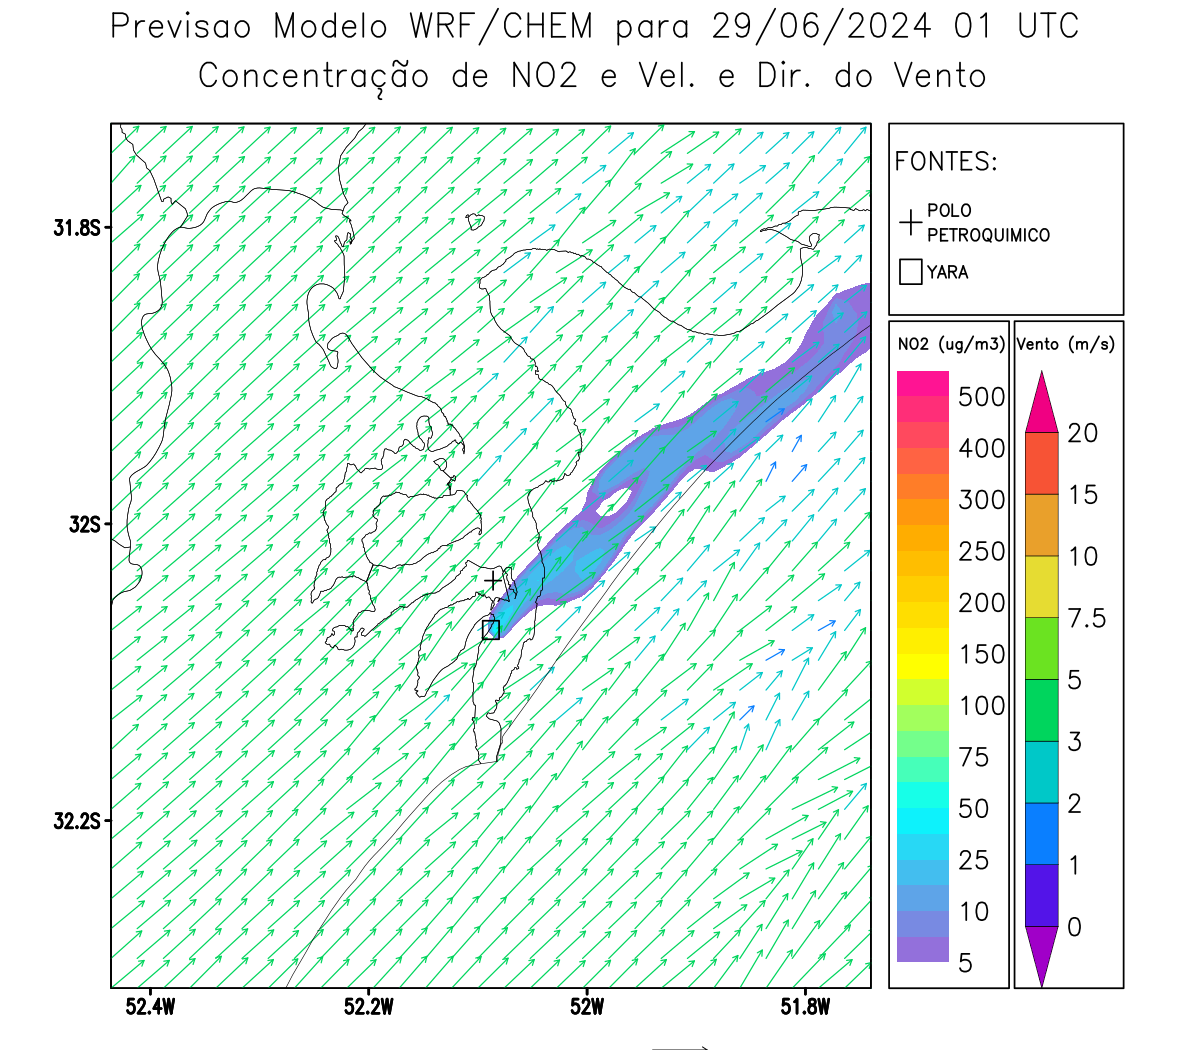 Previsao Modelo WRF/CHEM para 29/06/2024 01 UTC
Concentração de NO2 e Vel. e Dir. do Vento
FONTES:
POLO
PETROQUIMICO
YARA
NO2 (ug/m3)
500
400
300
250
200
150
100
75
50
25
10
5
Vento (m/s)
20
15
10
7.5
5
3
2
1
0
31.8S
32S
32.2S
52.4W
52.2W
52W
51.8W